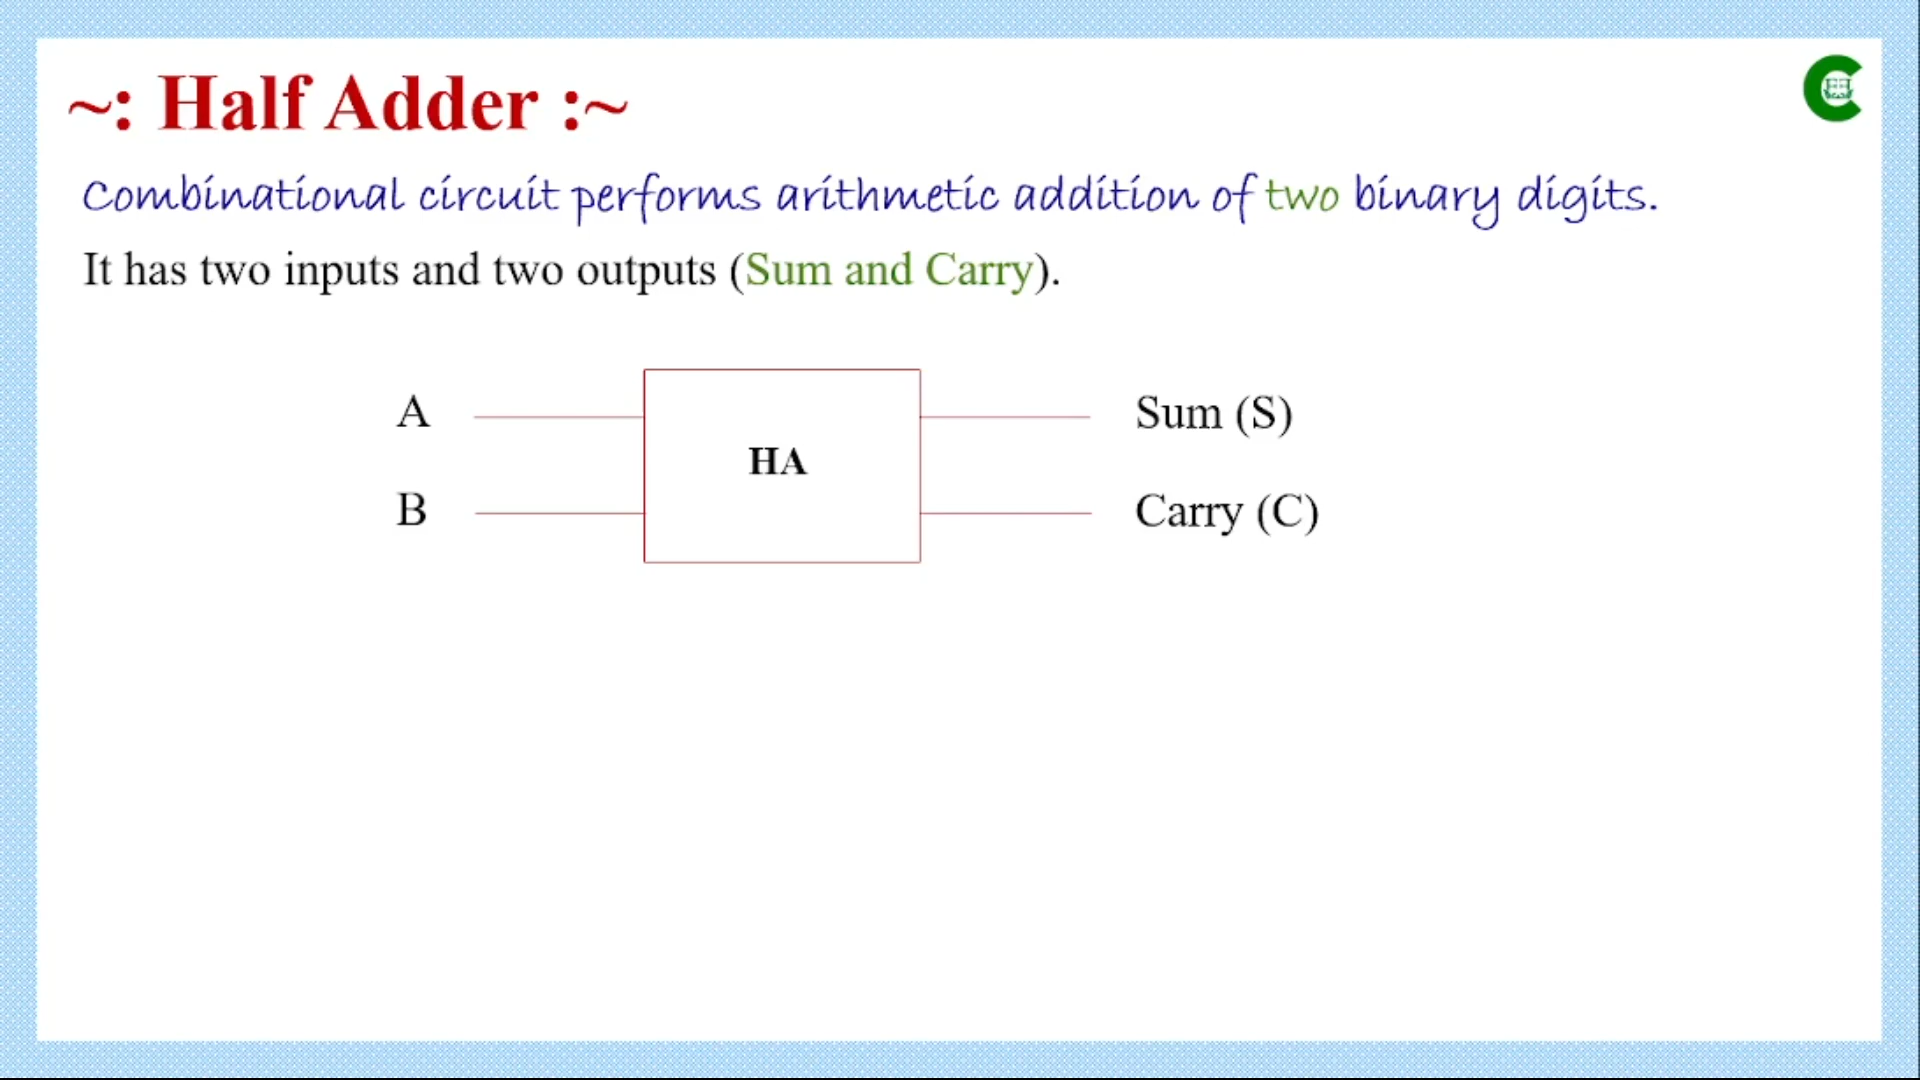 ~: Half Adder :~
Combinational circuit performs arithmetic addition of two binary digits.
It has two inputs and two outputs (Sum and Carry).
A
HA
Sum (S)
B
Carry (C)